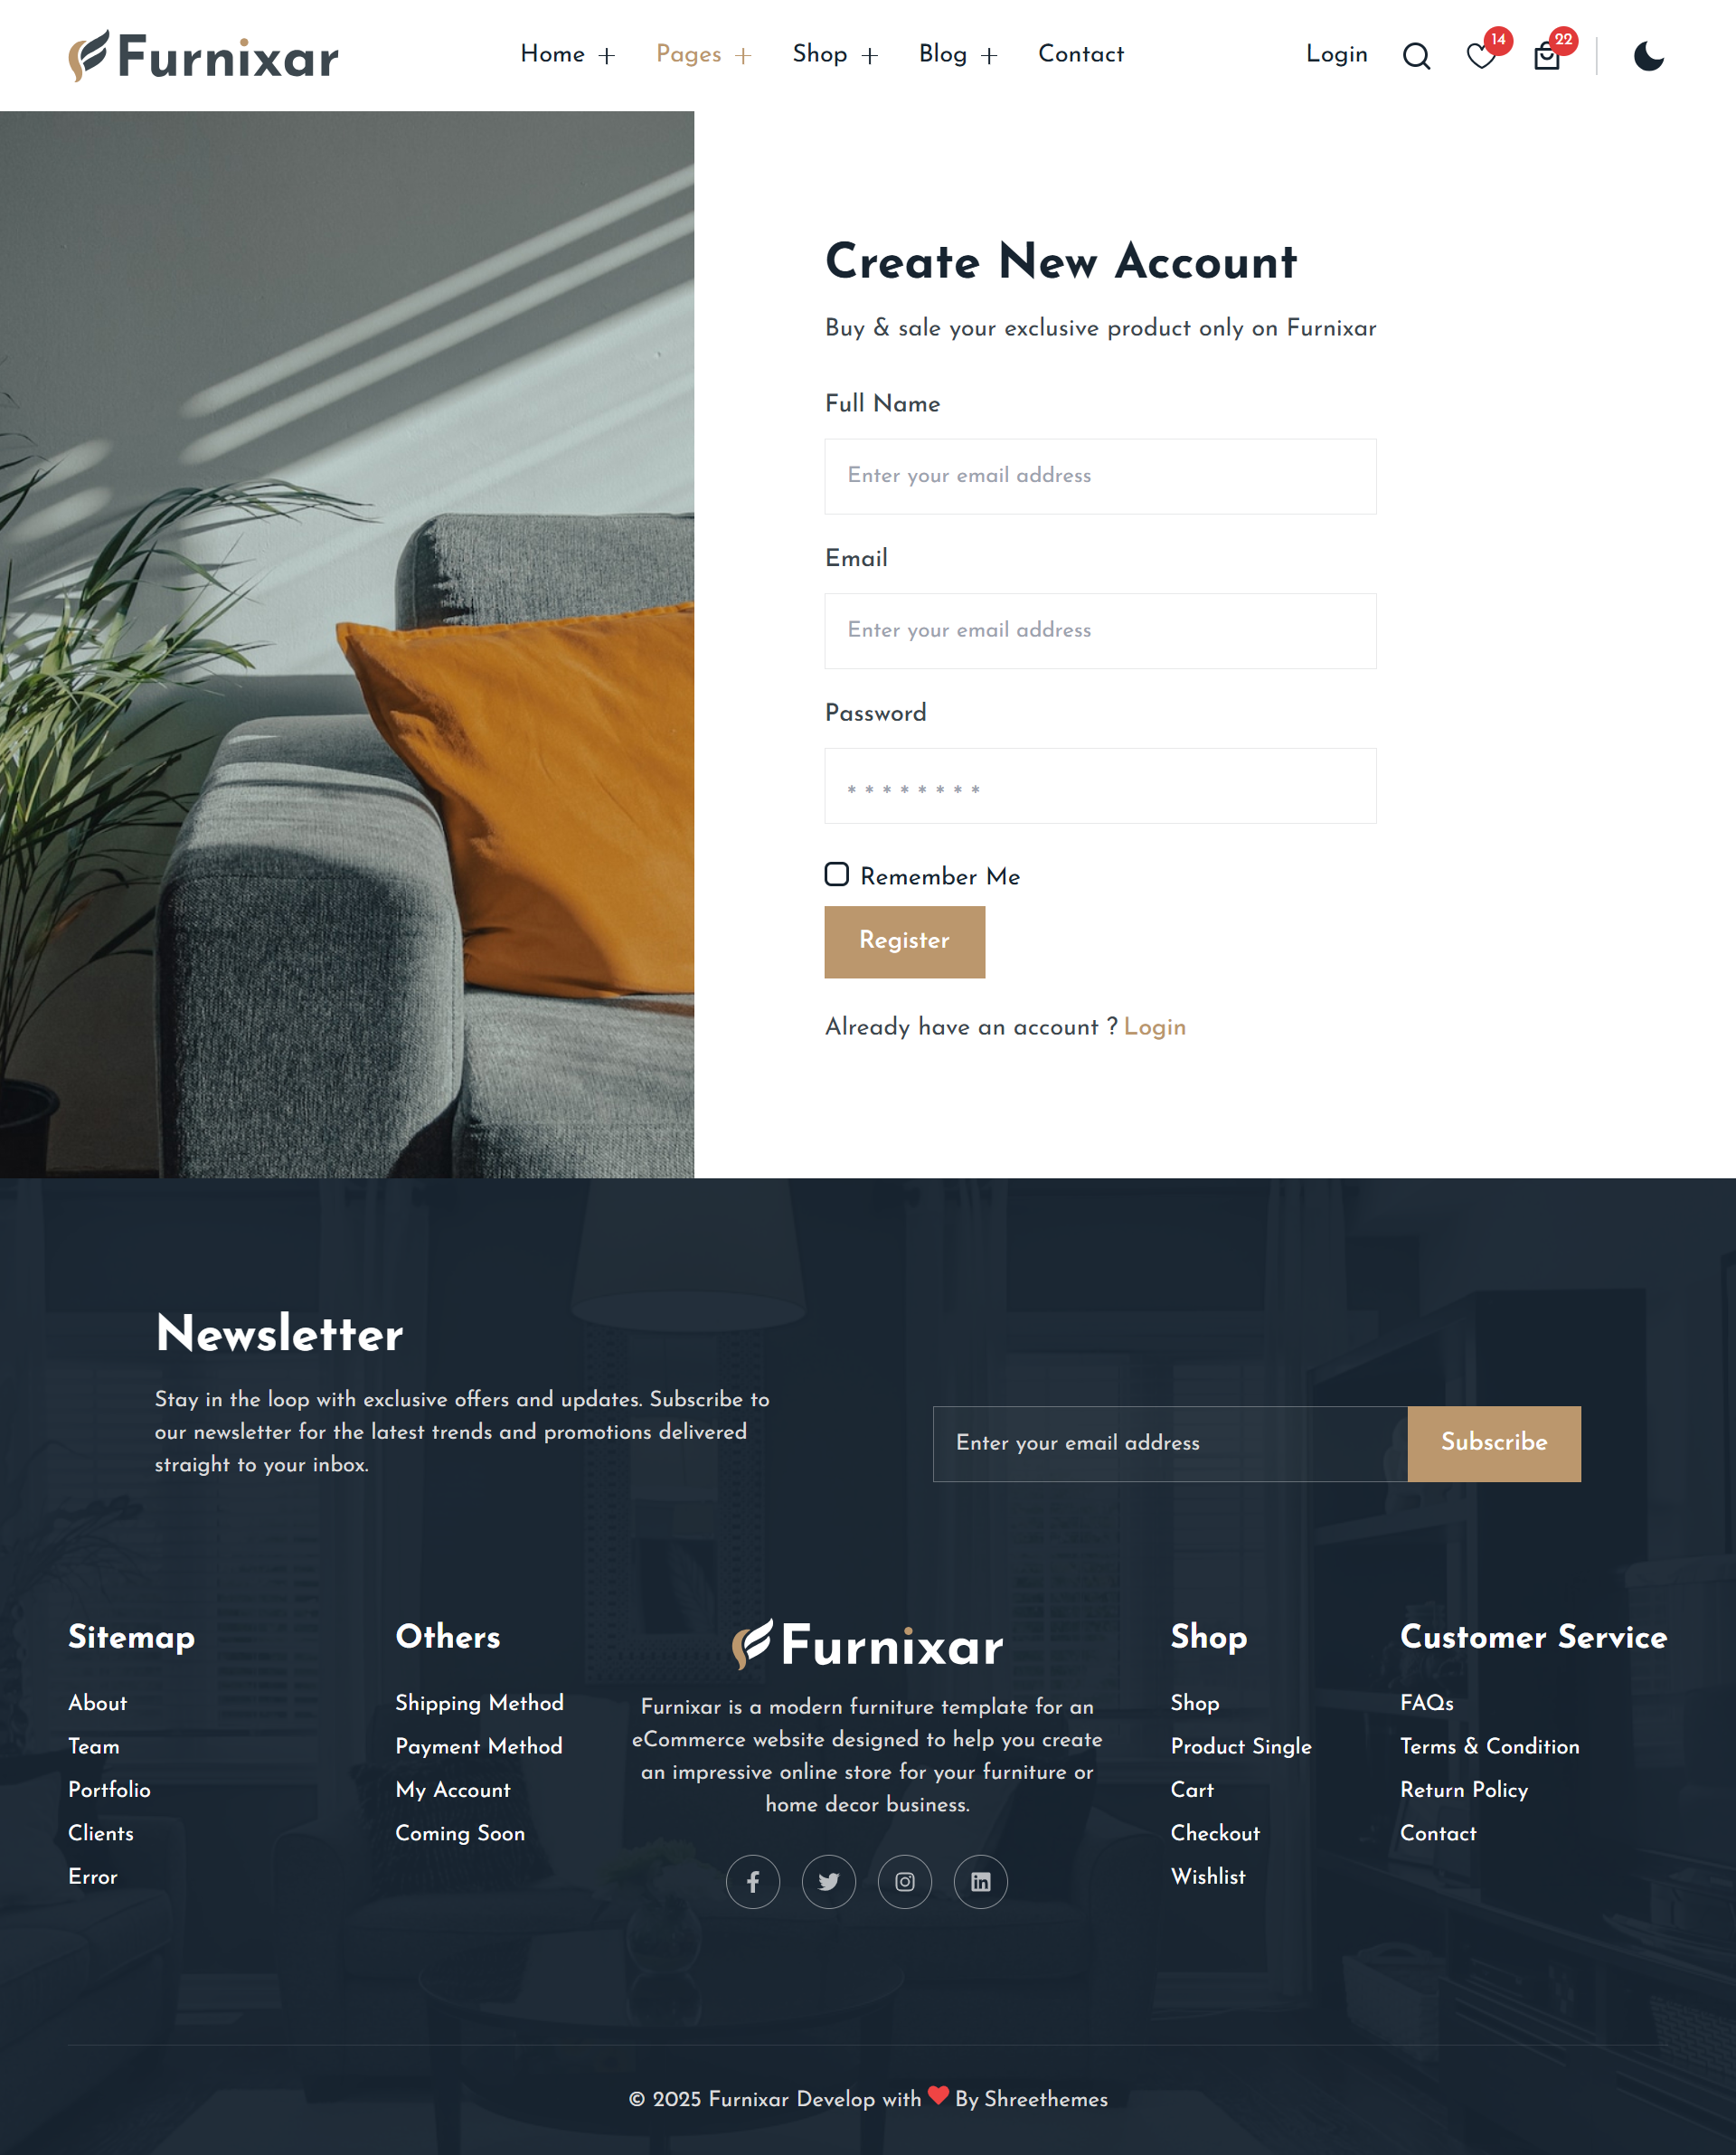 Furnixar
Home + Pages + Shop + Blog + Contact
Login
14
22
Create New Account
Buy & sale your exclusive product only on Furnixar
Full Name
Enter your email address
Email
Enter your email address
Password
* * * * * * * *
Remember Me
Register
Already have an account ? Login
Newsletter
Stay in the loop with exclusive offers and updates. Subscribe to
our newsletter for the latest trends and promotions delivered
straight to your inbox.
Enter your email address
Subscribe
Sitemap
About
Team
Portfolio
Clients
Error
Others
Shipping Method
Payment Method
My Account
Coming Soon
Furnixar
Furnixar is a modern furniture template for an
eCommerce website designed to help you create
an impressive online store for your furniture or
home decor business.
Shop
Shop
Product Single
Cart
Checkout
Wishlist
Customer Service
FAQs
Terms & Condition
Return Policy
Contact
© 2025 Furnixar Develop with ❤ By Shreethemes